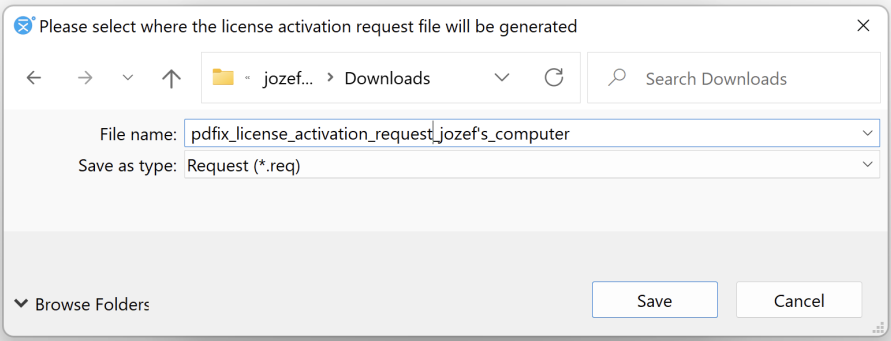 Please select where the license activation request file will be generated
« jozef... > Downloads
Search Downloads
File name: pdfix_license_activation_request_jozef's_computer
Save as type: Request (*.req)
Browse Folders
Save
Cancel